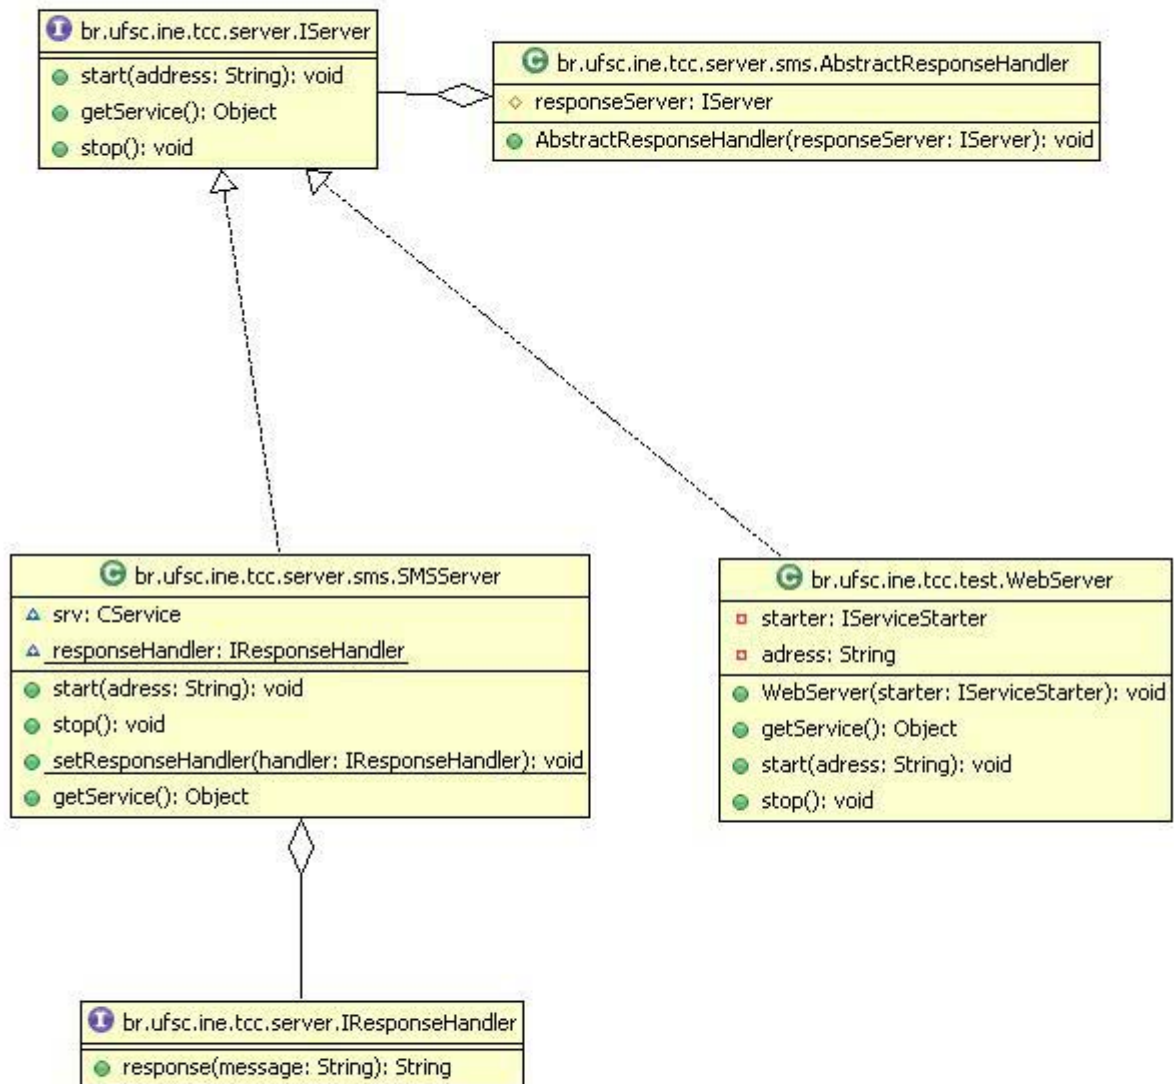 br.ufsc.ine.tcc.server.IServer
start(address: String): void
getService(): Object
stop(): void
br.ufsc.ine.tcc.server.sms.AbstractResponseHandler
responseServer: IServer
AbstractResponseHandler(responseServer: IServer): void
br.ufsc.ine.tcc.server.sms.SMSServer
srv: CService
responseHandler: IResponseHandler
start(adress: String): void
stop(): void
setResponseHandler(handler: IResponseHandler): void
getService(): Object
br.ufsc.ine.tcc.test.WebServer
starter: IServiceStarter
adress: String
WebServer(starter: IServiceStarter): void
getService(): Object
start(adress: String): void
stop(): void
br.ufsc.ine.tcc.server.IResponseHandler
response(message: String): String